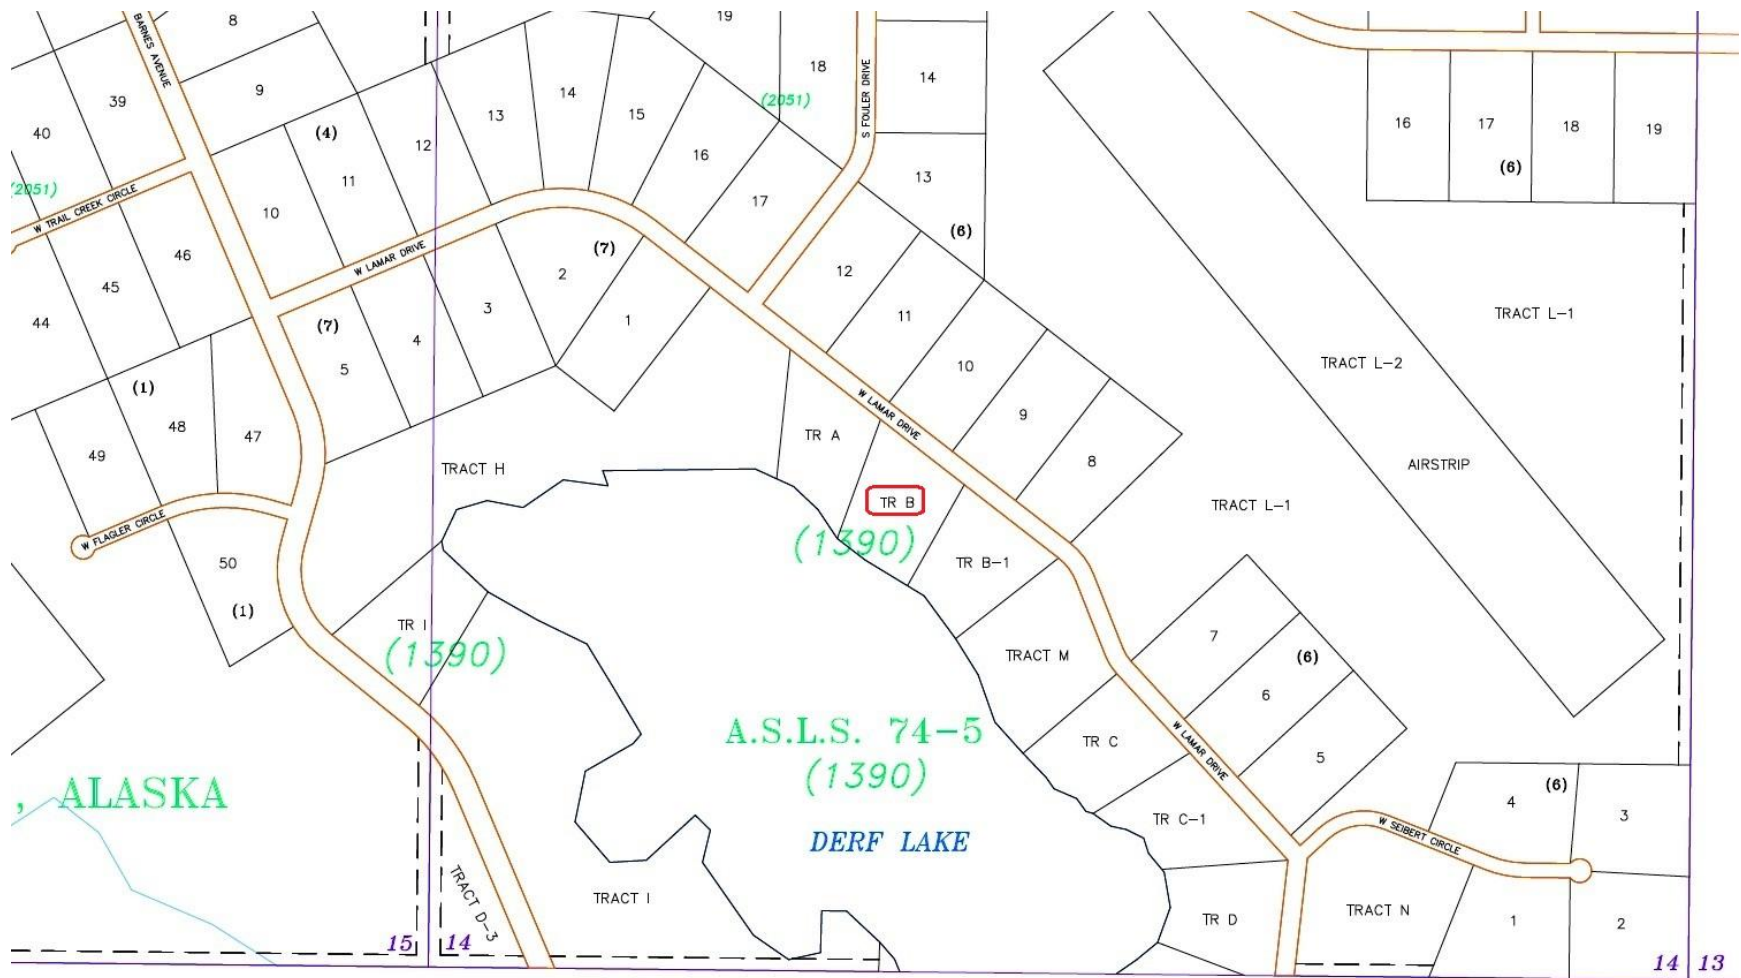 BARNES AVENUE
8
19
39
9
18
14
40
(4)
12
13
14
15
(2051)
S FOULER DRIVE
16
17
18
19
(6)
(2051)
W TRAIL CREEK CIRCLE
11
10
16
17
13
(6)
46
45
44
W LAMAR DRIVE
(7)
2
12
11
TRACT L-1
(7)
5
4
3
1
10
TRACT L-2
(1)
48
47
49
W LAMAR DRIVE
9
8
TR A
TRACT H
AIRSTRIP
TR B
TRACT L-1
(1390)
W FLAGLER CIRCLE
50
(1)
TR B-1
TR I
(1390)
TRACT M
7
(6)
6
5
TR C
W LAMAR DRIVE
A.S.L.S. 74-5
(1390)
, ALASKA
DERF LAKE
TR C-1
4
(6)
3
W SEIBERT CIRCLE
TRACT D-3
TRACT I
TR D
TRACT N
1
2
15
14
14
13